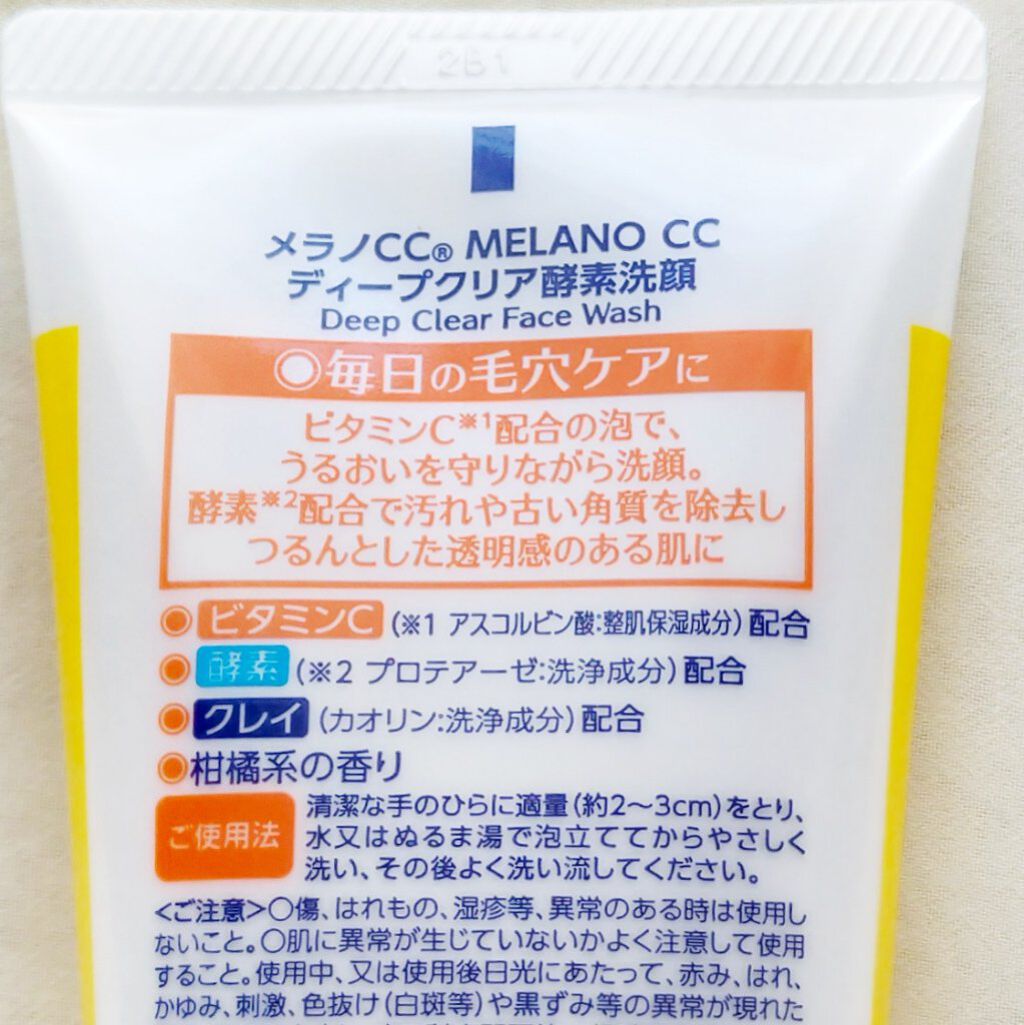 2B1
メラノCC® MELANO CC
ディープクリア酵素洗顔
Deep Clear Face Wash
◉毎日の毛穴ケアに
ビタミンC※1配合の泡で、
うるおいを守りながら洗顔。
酵素※2配合で汚れや古い角質を除去し
つるんとした透明感のある肌に
◉ビタミンC(※1 アスコルビン酸:整肌保湿成分)配合
◉酵素(※2 プロテアーゼ:洗浄成分)配合
◉クレイ(カオリン:洗浄成分)配合
◉柑橘系の香り
ご使用法
清潔な手のひらに適量(約2～3cm)をとり、
水又はぬるま湯で泡立ててからやさしく
洗い、その後よく洗い流してください。
<ご注意>〇傷、はれもの、湿疹等、異常のある時は使用し
ないこと。〇肌に異常が生じていないかよく注意して使用
すること。使用中、又は使用後日光にあたって、赤み、はれ、
かゆみ、刺激、色抜け(白斑等)や黒ずみ等の異常が現れた